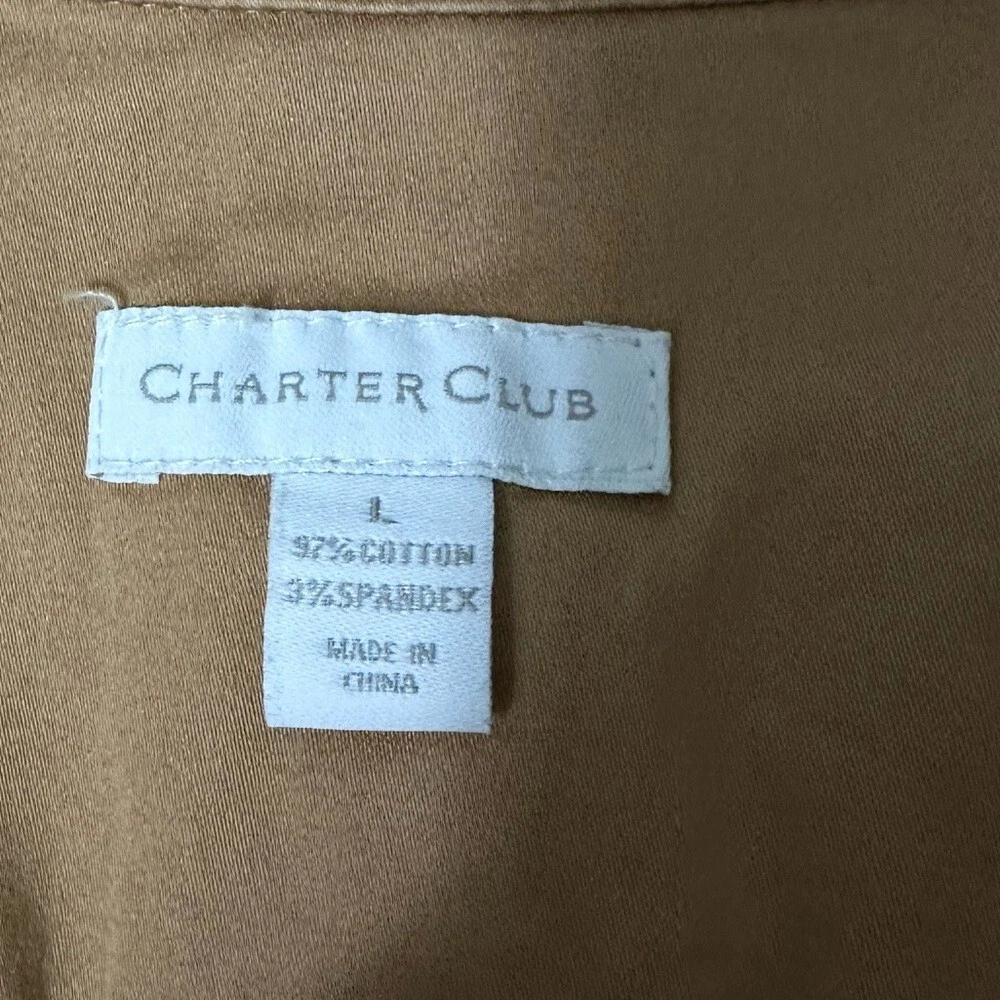 CHARTER CLUB
L
97% COTTON
3% SPANDEX
MADE IN
CHINA